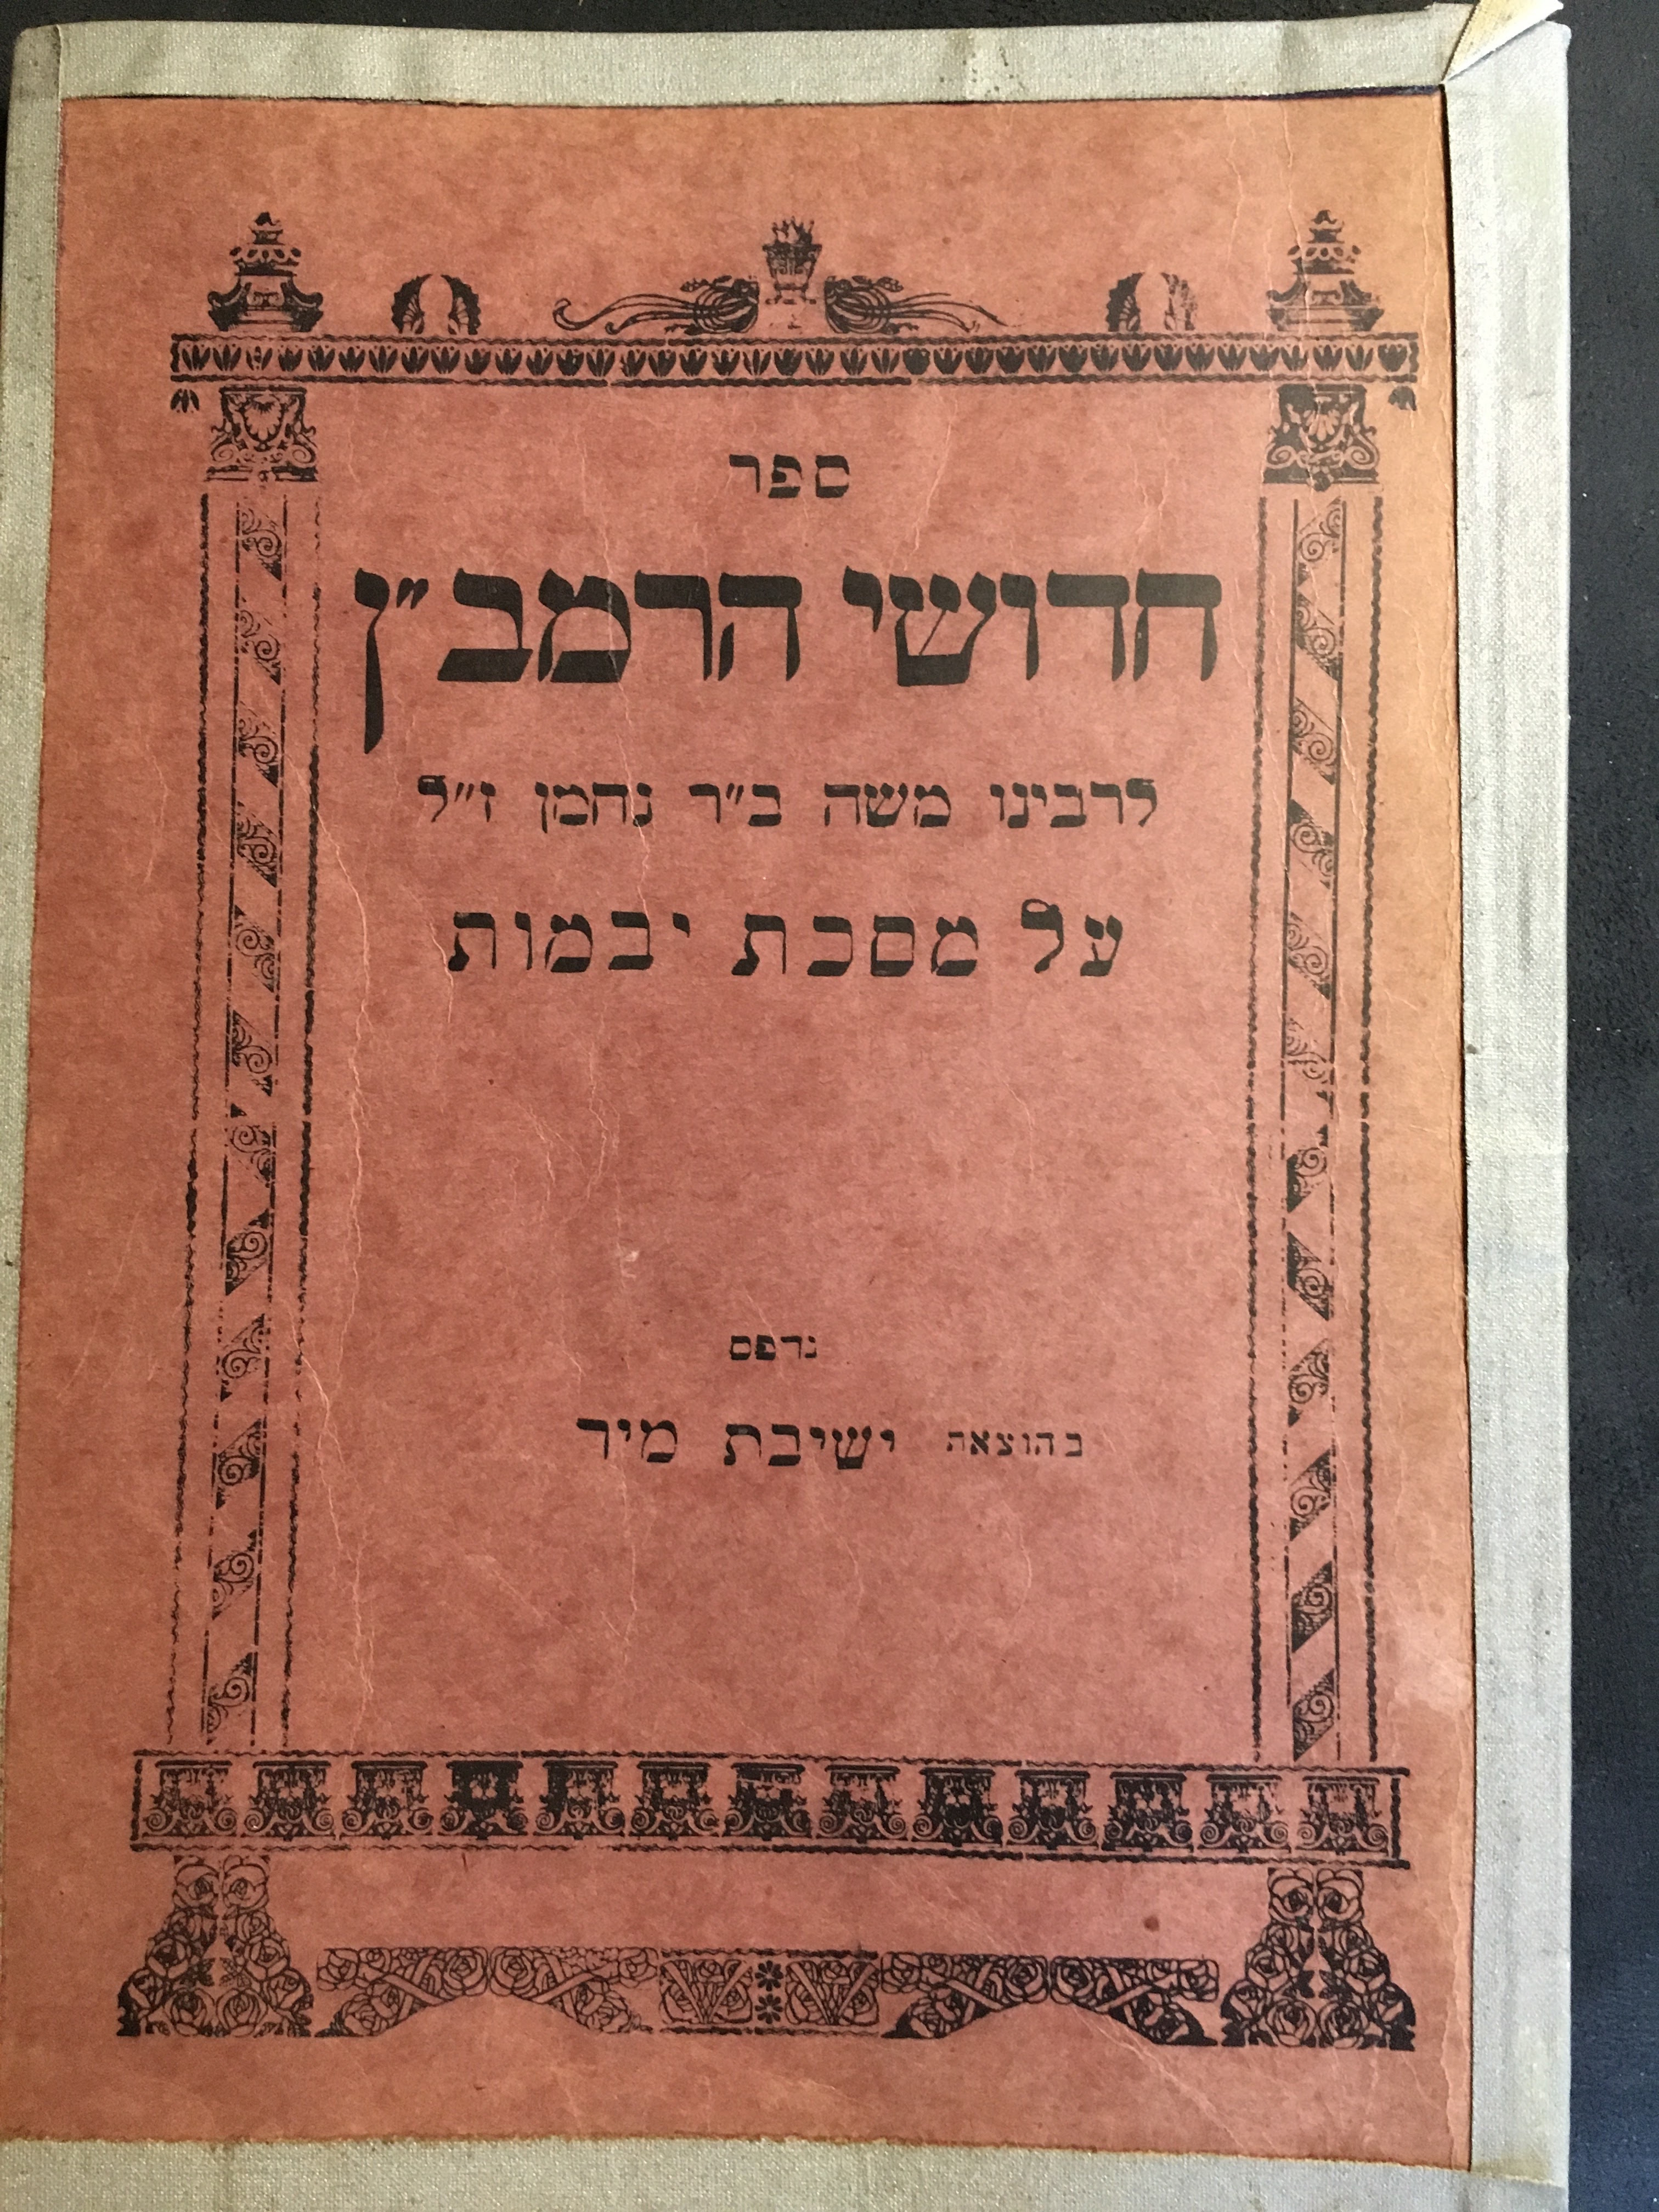 ספר
חדושי הרמב״ן
לרבינו משה ב״ר נחמן ז״ל
על מסכת יבמות
נדפס
בהוצאת ישיבת מיר